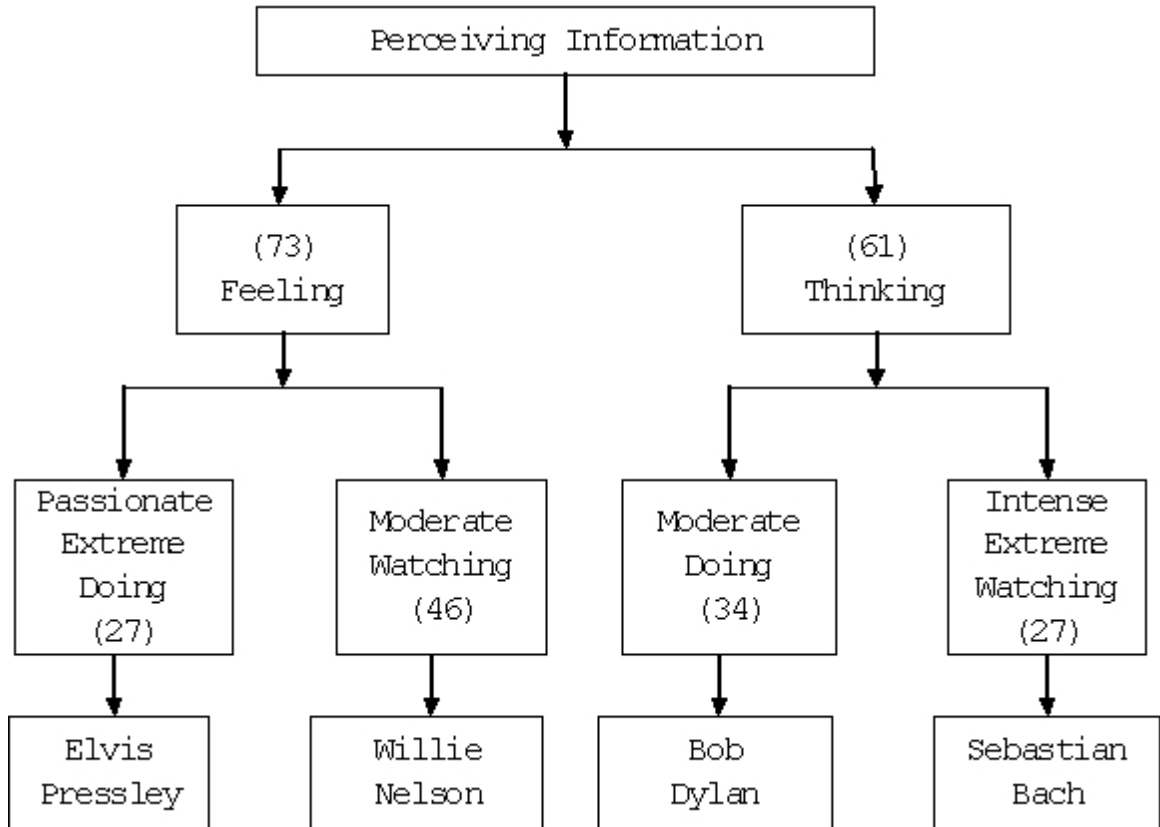 Perceiving Information
(73)
Feeling
(61)
Thinking
Passionate
Extreme
Doing
(27)
Moderate
Watching
(46)
Moderate
Doing
(34)
Intense
Extreme
Watching
(27)
Elvis
Pressley
Willie
Nelson
Bob
Dylan
Sebastian
Bach